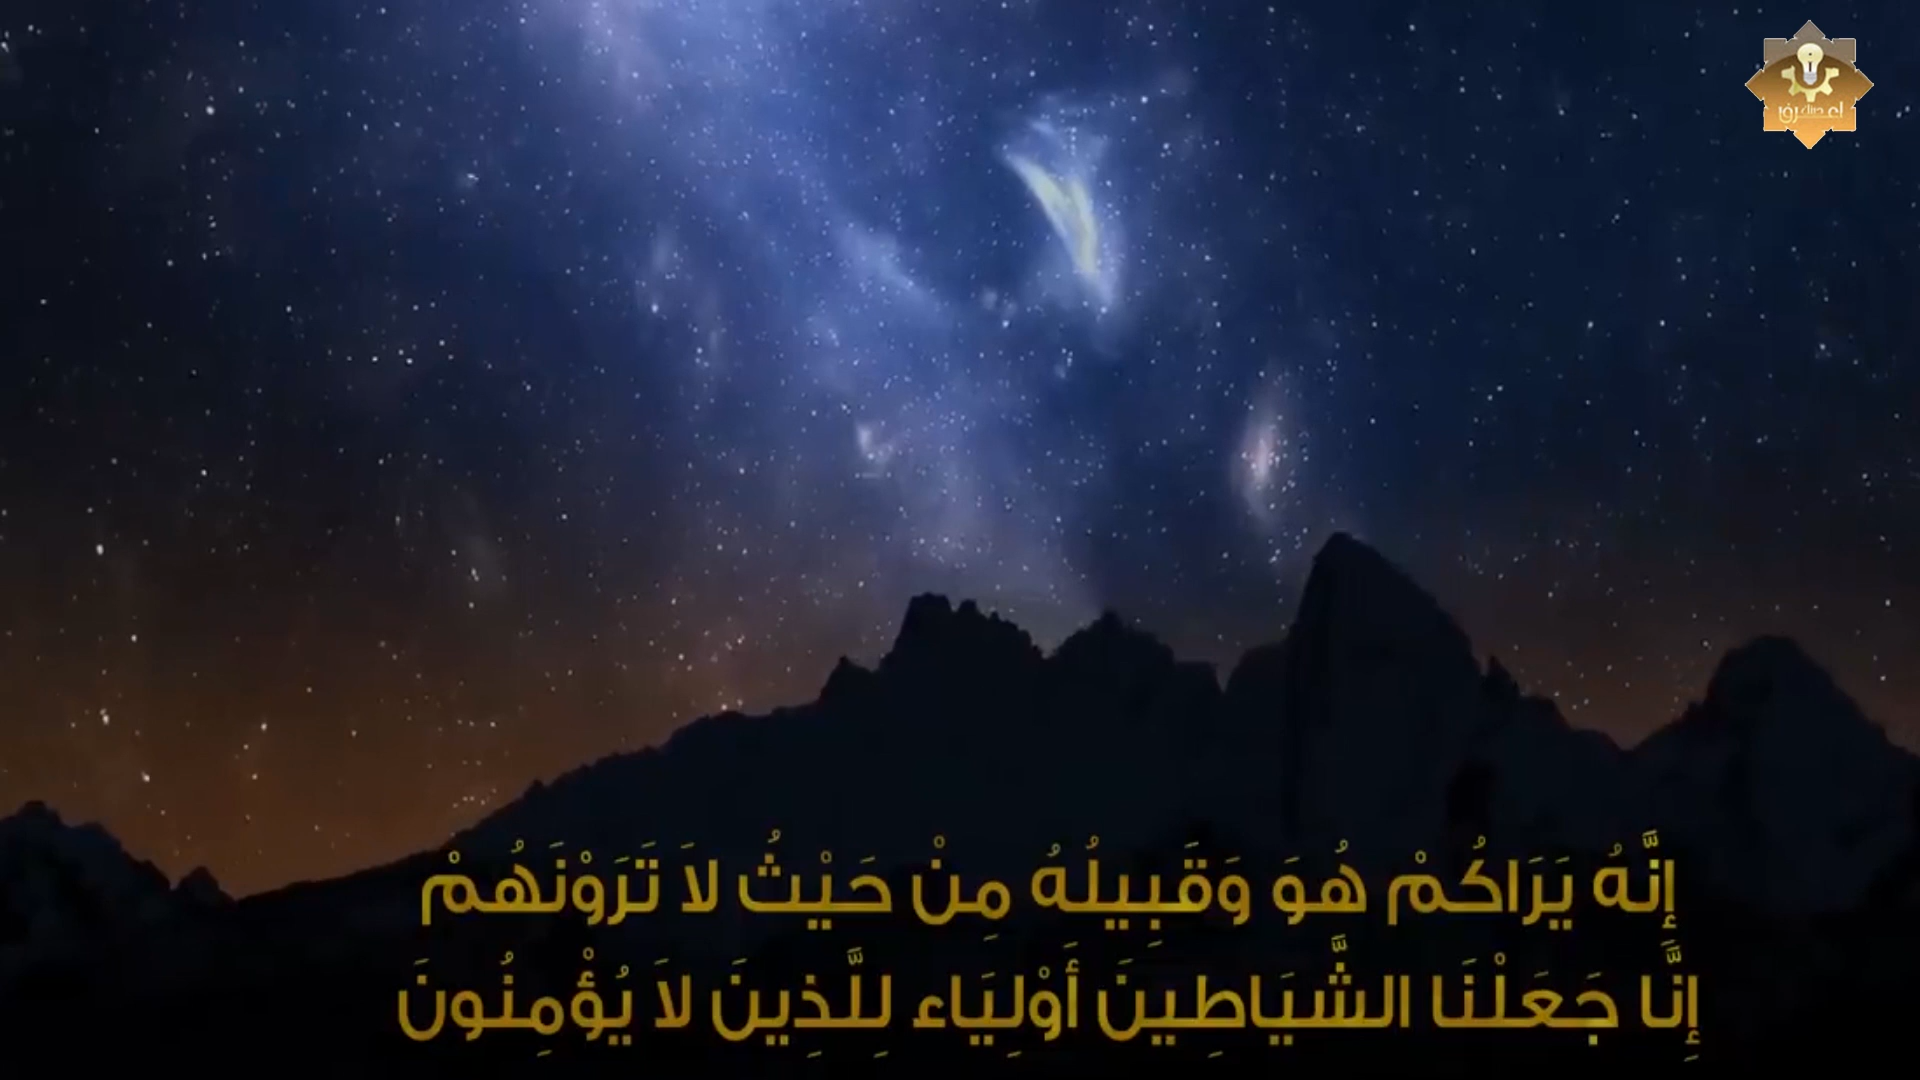 إِنَّهُ يَرَاكُمْ هُوَ وَقَبِيلُهُ مِنْ حَيْثُ لاَ تَرَوْنَهُمْ
إِنَّا جَعَلْنَا الشَّيَاطِينَ أَوْلِيَاء لِلَّذِينَ لاَ يُؤْمِنُونَ